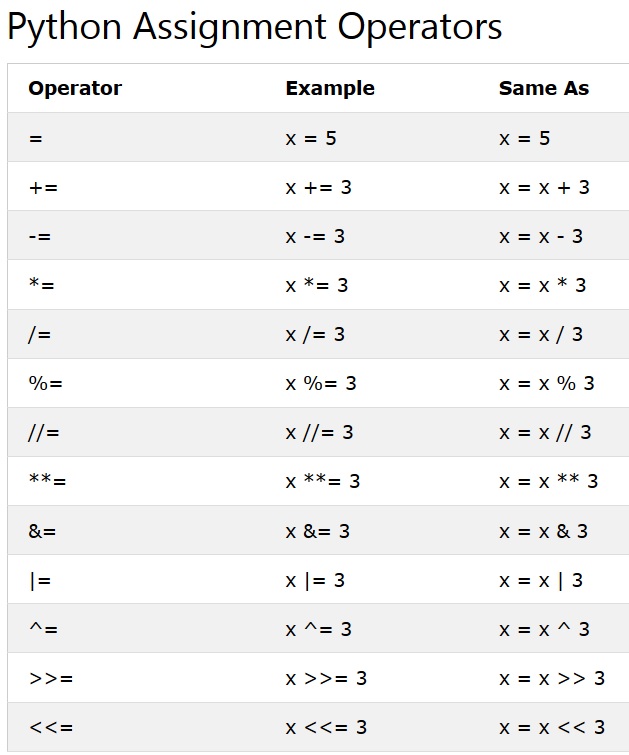 Python Assignment Operators
Operator Example Same As
= x = 5 x = 5
+= x += 3 x = x + 3
-= x -= 3 x = x - 3
*= x *= 3 x = x * 3
/= x /= 3 x = x / 3
%= x %= 3 x = x % 3
//= x //= 3 x = x // 3
**= x **= 3 x = x ** 3
&= x &= 3 x = x & 3
|= x |= 3 x = x | 3
^= x ^= 3 x = x ^ 3
>>= x >>= 3 x = x >> 3
<<= x <<= 3 x = x << 3